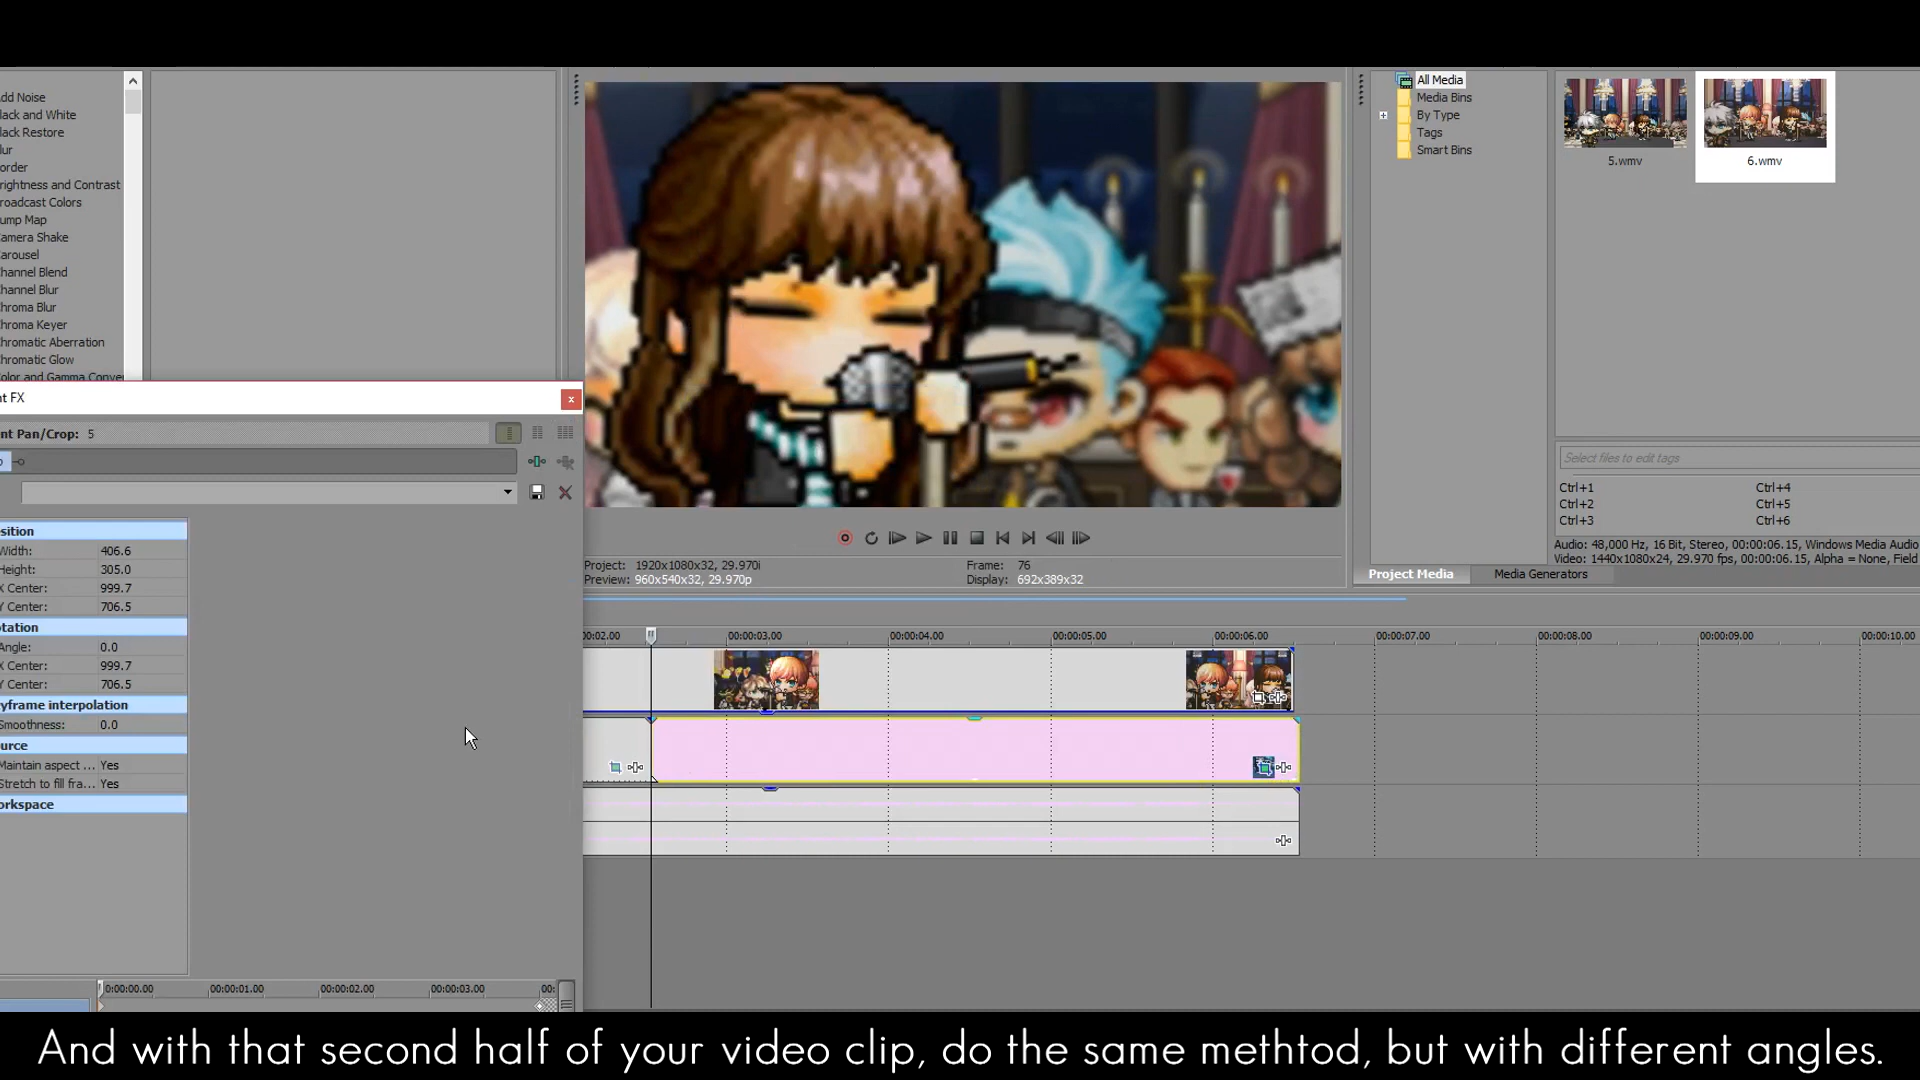 dd Noise
lack and White
lack Restore
lur
order
rightness and Contrast
roadcast Colors
ump Map
amera Shake
arousel
hannel Blend
hannel Blur
hroma Blur
hroma Keyer
hromatic Aberration
hromatic Glow
olor and Gamma Conver
nt FX
x
nt Pan/Crop: 5
sition
Width: 406.6
Height: 305.0
X Center: 999.7
Y Center: 706.5
otation
Angle: 0.0
X Center: 999.7
Y Center: 706.5
yframe interpolation
Smoothness: 0.0
urce
Maintain aspect ... Yes
Stretch to fill fra... Yes
orkspace
0:00:00.00 00:00:01.00 00:00:02.00 00:00:03.00 00:
Project: 1920x1080x32, 29.970i
Preview: 960x540x32, 29.970p
Frame: 76
Display: 692x389x32
All Media
Media Bins
By Type
Tags
Smart Bins
5.wmv
6.wmv
Select files to edit tags
Ctrl+1 Ctrl+4
Ctrl+2 Ctrl+5
Ctrl+3 Ctrl+6
Audio: 48,000 Hz, 16 Bit, Stereo, 00:00:06.15, Windows Media Audio
Video: 1440x1080x24, 29.970 fps, 00:00:06.15, Alpha = None, Field
Project Media Media Generators
00:02.00 00:00:03.00 00:00:04.00 00:00:05.00 00:00:06.00 00:00:07.00 00:00:08.00 00:00:09.00 00:00:10.00
And with that second half of your video clip, do the same methtod, but with different angles.